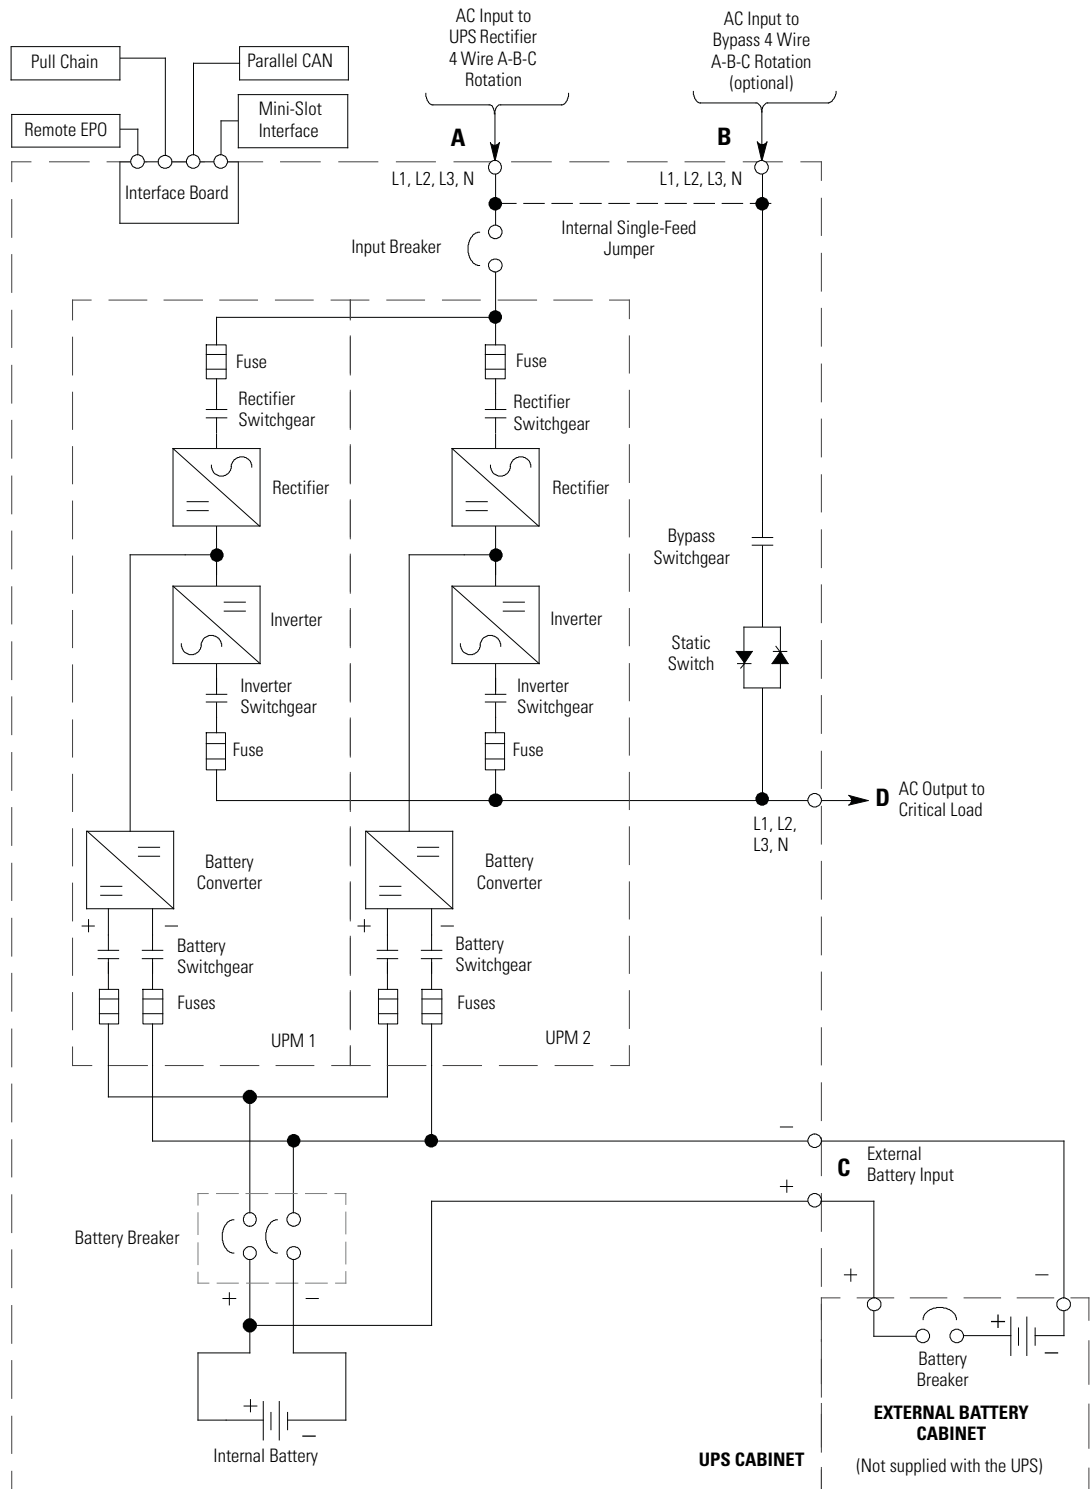 AC Input to
UPS Rectifier
4 Wire A-B-C
Rotation
AC Input to
Bypass 4 Wire
A-B-C Rotation
(optional)
Pull Chain
Parallel CAN
Remote EPO
Mini-Slot
Interface
Interface Board
A
B
L1, L2, L3, N
L1, L2, L3, N
Internal Single-Feed
Jumper
Input Breaker
Fuse
Fuse
Rectifier
Switchgear
Rectifier
Switchgear
Rectifier
Rectifier
Bypass
Switchgear
Inverter
Inverter
Static
Switch
Inverter
Switchgear
Inverter
Switchgear
Fuse
Fuse
D
AC Output to
Critical Load
L1, L2,
L3, N
Battery
Converter
Battery
Converter
+
−
+
−
Battery
Switchgear
Battery
Switchgear
Fuses
Fuses
UPM 1
UPM 2
−
C
External
Battery Input
+
Battery Breaker
+
−
+
−
+
−
Battery
Breaker
+
−
Internal Battery
EXTERNAL BATTERY
CABINET
(Not supplied with the UPS)
UPS CABINET